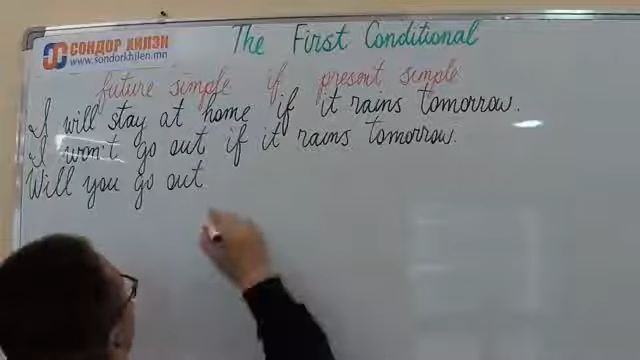 СОНДОР ХИЛЭН
www.sondorkhilen.mn
The First Conditional
future simple if present simple
I will stay at home if it rains tomorrow.
I won't go out if it rains tomorrow.
Will you go out